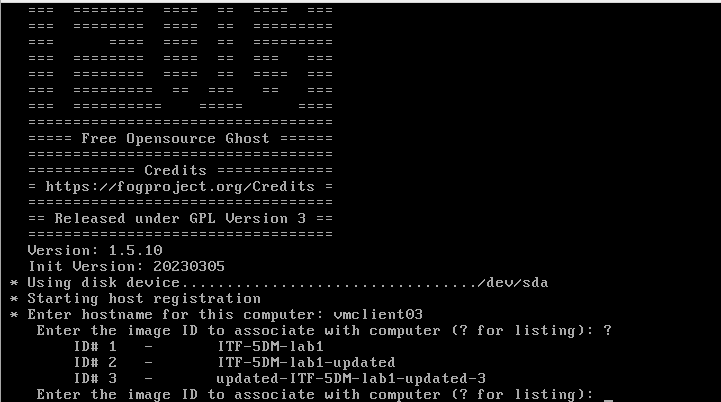 ===  ========  ====  ==  ====  ===
===  ========  ====  ==  =========
===      ====  ====  ==  =========
===  ========  ====  ==  ===   ===
===  ========  ====  ==  ====  ===
===  =========  ==  ===   ==   ===
===  ==========    =====      ====
==================================
===== Free Opensource Ghost ======
==================================
============ Credits =============
= https://fogproject.org/Credits =
==================================
== Released under GPL Version 3 ==
==================================
Version: 1.5.10
Init Version: 20230305
* Using disk device................................./dev/sda
* Starting host registration
* Enter hostname for this computer: vmclient03
Enter the image ID to associate with computer (? for listing): ?
ID# 1   -       ITF-5DM-lab1
ID# 2   -       ITF-5DM-lab1-updated
ID# 3   -       updated-ITF-5DM-lab1-updated-3
Enter the image ID to associate with computer (? for listing): _